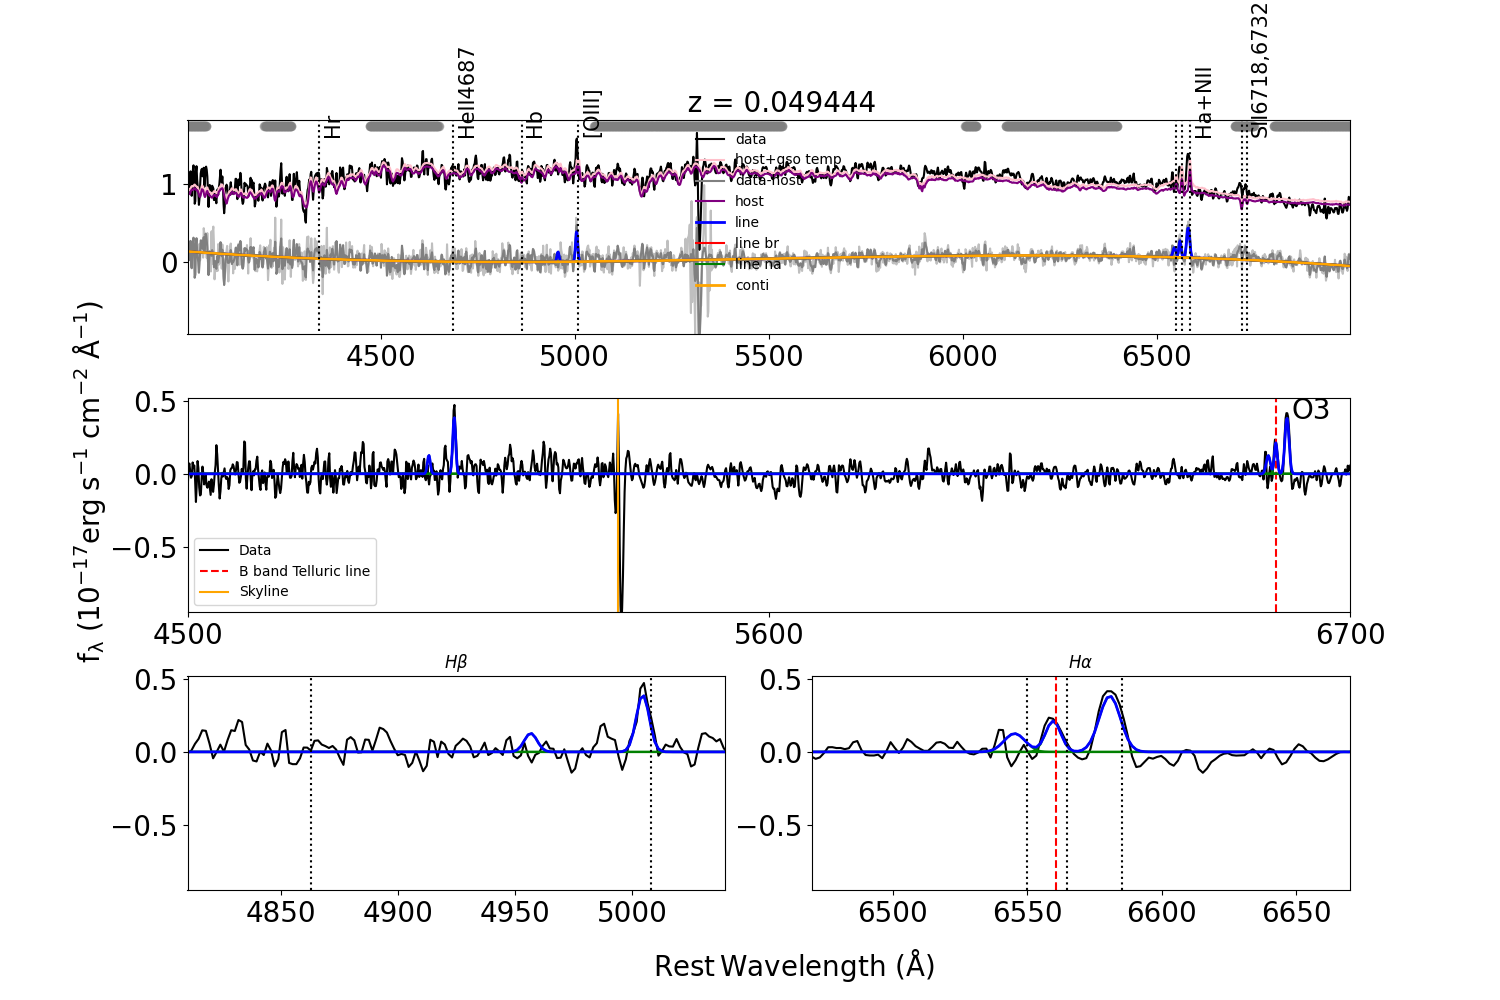 Hr
HeII4687
Hb
[OIII]
Ha+NII
SII6718,6732
z = 0.049444
data
host+qso temp
data-host
host
line
line br
line na
conti
1
0
4500
5000
5500
6000
6500
f_λ (10^{−17}erg s^{−1} cm^{−2} Å^{−1})
0.5
0.0
−0.5
O3
Data
B band Telluric line
Skyline
4500
5600
6700
Hβ
0.5
0.0
−0.5
4850
4900
4950
5000
Hα
0.5
0.0
−0.5
6500
6550
6600
6650
Rest Wavelength (Å)